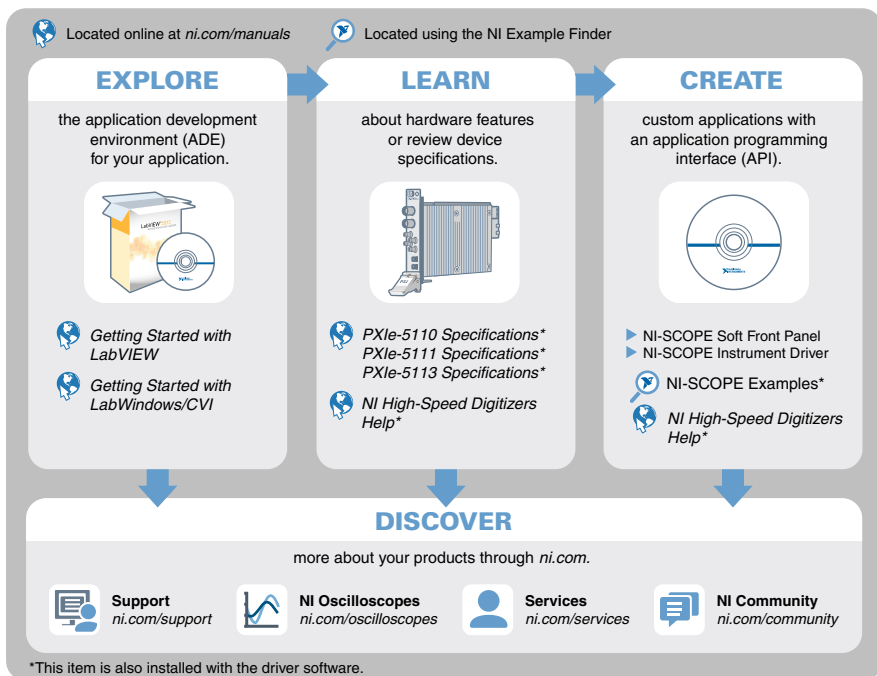 Located online at ni.com/manuals
Located using the NI Example Finder
EXPLORE
the application development
environment (ADE)
for your application.
LabVIEW
Getting Started with
LabVIEW
Getting Started with
LabWindows/CVI
LEARN
about hardware features
or review device
specifications.
PXIe-5110 Specifications*
PXIe-5111 Specifications*
PXIe-5113 Specifications*
NI High-Speed Digitizers
Help*
CREATE
custom applications with
an application programming
interface (API).
NI-SCOPE Soft Front Panel
NI-SCOPE Instrument Driver
NI-SCOPE Examples*
NI High-Speed Digitizers
Help*
DISCOVER
more about your products through ni.com.
Support
ni.com/support
NI Oscilloscopes
ni.com/oscilloscopes
Services
ni.com/services
NI Community
ni.com/community
*This item is also installed with the driver software.